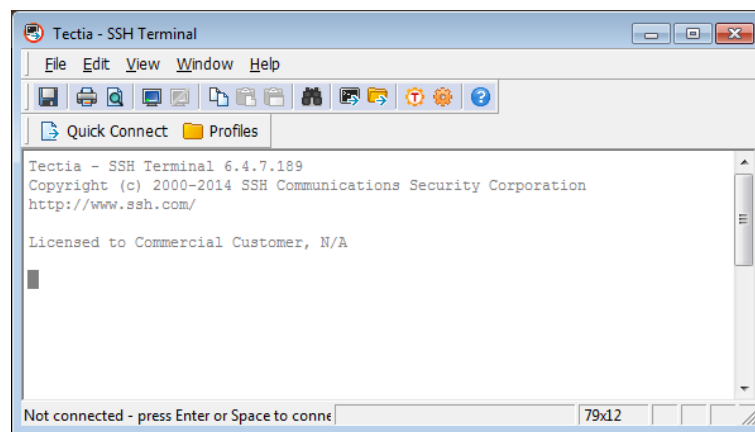 Tectia - SSH Terminal
File Edit View Window Help
Quick Connect Profiles
Tectia - SSH Terminal 6.4.7.189
Copyright (c) 2000-2014 SSH Communications Security Corporation
http://www.ssh.com/
Licensed to Commercial Customer, N/A
Not connected - press Enter or Space to conne 79x12